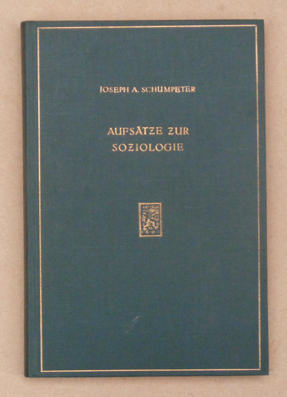 JOSEPH A. SCHUMPETER
AUFSÄTZE ZUR
SOZIOLOGIE